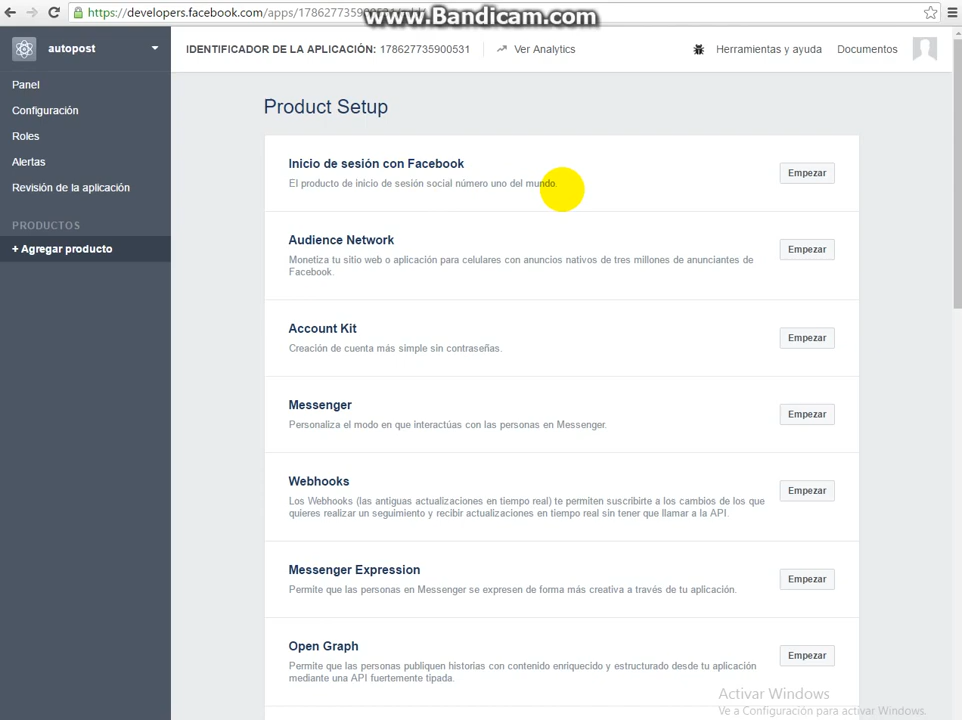 https://developers.facebook.com/apps/178627735
www.Bandicam.com
autopost
IDENTIFICADOR DE LA APLICACIÓN: 178627735900531
Ver Analytics
Herramientas y ayuda
Documentos
Panel
Configuración
Roles
Alertas
Revisión de la aplicación
PRODUCTOS
+ Agregar producto
Product Setup
Inicio de sesión con Facebook
El producto de inicio de sesión social número uno del mundo.
Empezar
Audience Network
Monetiza tu sitio web o aplicación para celulares con anuncios nativos de tres millones de anunciantes de
Facebook.
Empezar
Account Kit
Creación de cuenta más simple sin contraseñas.
Empezar
Messenger
Personaliza el modo en que interactúas con las personas en Messenger.
Empezar
Webhooks
Los Webhooks (las antiguas actualizaciones en tiempo real) te permiten suscribirte a los cambios de los que
quieres realizar un seguimiento y recibir actualizaciones en tiempo real sin tener que llamar a la API.
Empezar
Messenger Expression
Permite que las personas en Messenger se expresen de forma más creativa a través de tu aplicación.
Empezar
Open Graph
Permite que las personas publiquen historias con contenido enriquecido y estructurado desde tu aplicación
mediante una API fuertemente tipada.
Empezar
Activar Windows
Ve a Configuración para activar Windows.